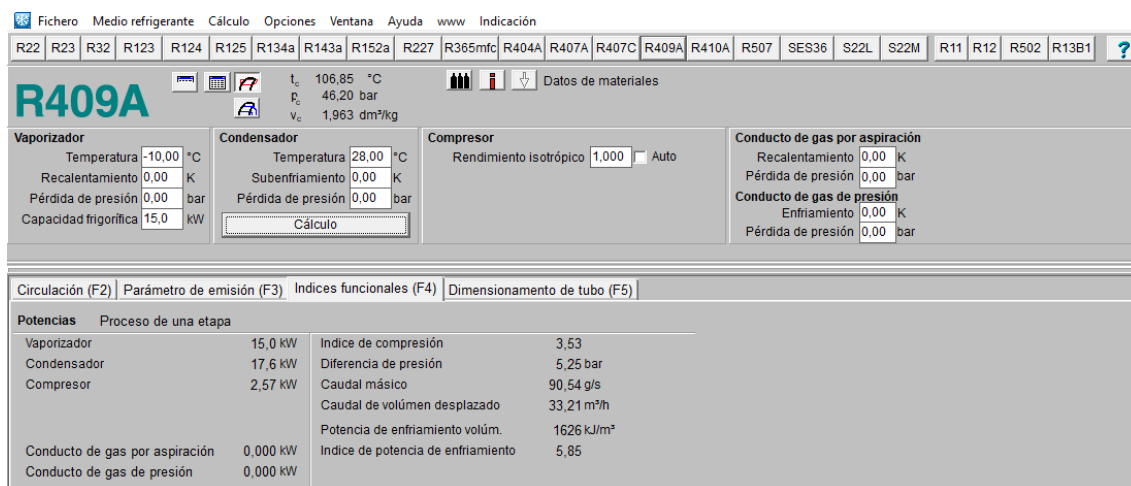 Fichero Medio refrigerante Cálculo Opciones Ventana Ayuda www Indicación
R22 R23 R32 R123 R124 R125 R134a R143a R152a R227 R365mfc R404A R407A R407C R409A R410A R507 SES36 S22L S22M R11 R12 R502 R13B1 ?
R409A
tc 106,85 °C
pc 46,20 bar
vc 1,963 dm³/kg
Datos de materiales
Vaporizador
Temperatura -10,00 °C
Recalentamiento 0,00 K
Pérdida de presión 0,00 bar
Capacidad frigorífica 15,0 kW
Condensador
Temperatura 28,00 °C
Subenfriamiento 0,00 K
Pérdida de presión 0,00 bar
Cálculo
Compresor
Rendimiento isotrópico 1,000 Auto
Conducto de gas por aspiración
Recalentamiento 0,00 K
Pérdida de presión 0,00 bar
Conducto de gas de presión
Enfriamiento 0,00 K
Pérdida de presión 0,00 bar
Circulación (F2) Parámetro de emisión (F3) Indices funcionales (F4) Dimensionamento de tubo (F5)
Potencias Proceso de una etapa
Vaporizador 15,0 kW
Condensador 17,6 kW
Compresor 2,57 kW
Conducto de gas por aspiración 0,000 kW
Conducto de gas de presión 0,000 kW
Indice de compresión 3,53
Diferencia de presión 5,25 bar
Caudal másico 90,54 g/s
Caudal de volúmen desplazado 33,21 m³/h
Potencia de enfriamiento volúm. 1626 kJ/m³
Indice de potencia de enfriamiento 5,85